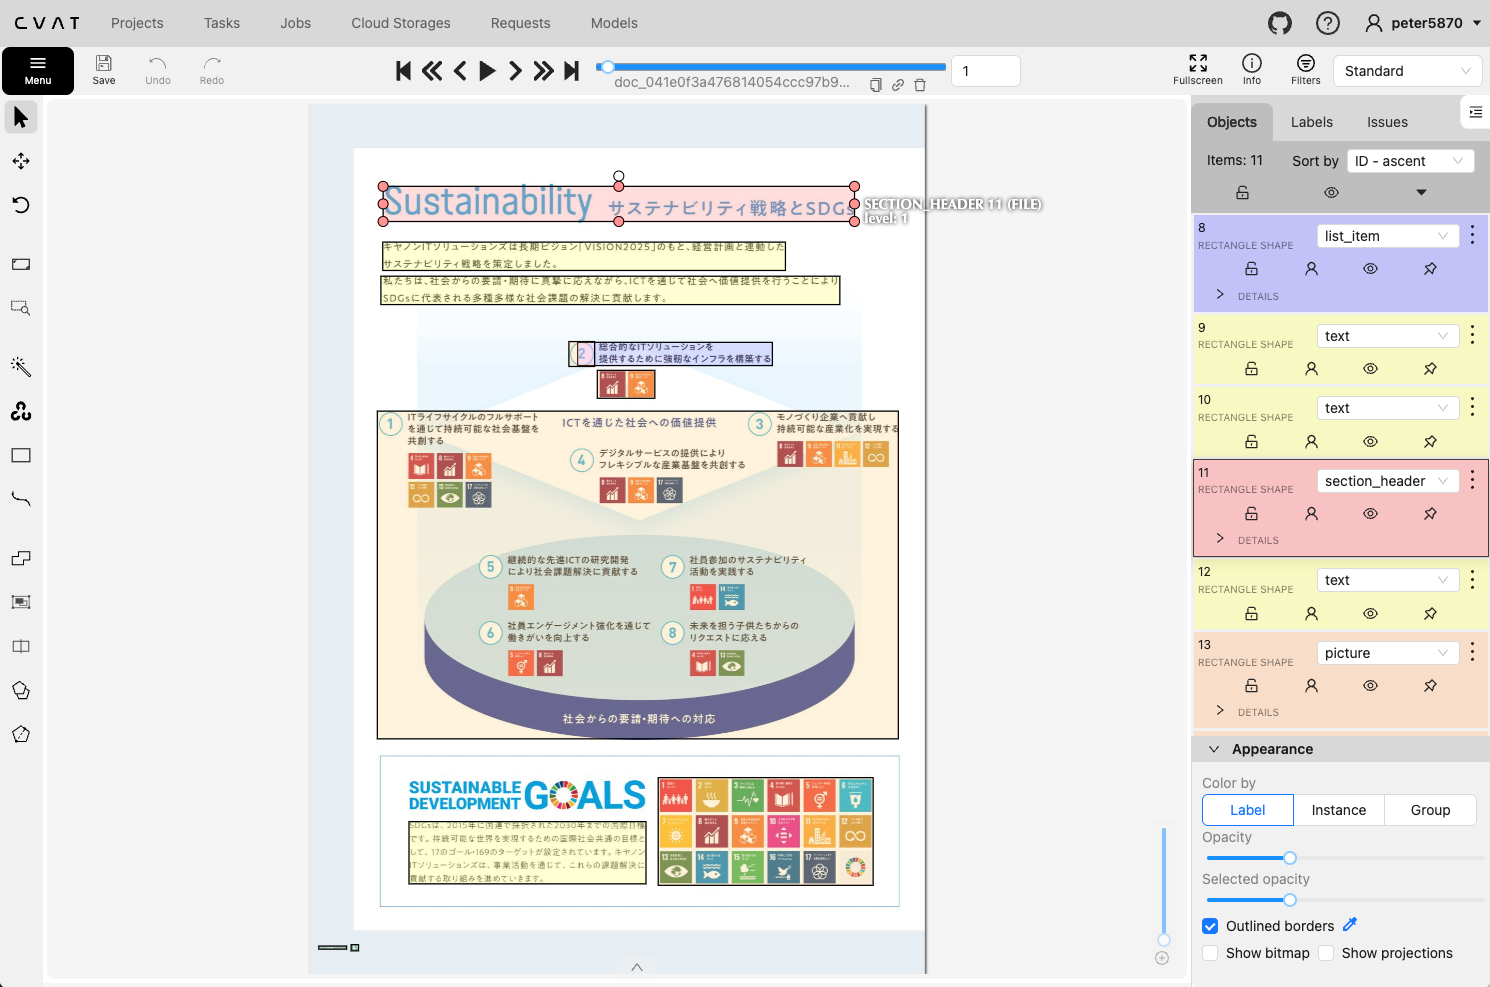 CVAT
Projects
Tasks
Jobs
Cloud Storages
Requests
Models
peter5870
Menu
Save
Undo
Redo
doc_041e0f3a476814054ccc97b9...
1
Fullscreen
Info
Filters
Standard
Sustainability サステナビリティ戦略とSDGs
SECTION_HEADER 11 (FILE)
level: 1
キヤノンITソリューションズは長期ビジョン「VISION2025」のもと、経営計画と連動した
サステナビリティ戦略を策定しました。
私たちは、社会からの要請・期待に真摯に応えながら、ICTを通じて社会へ価値提供を行うことにより
SDGsに代表される多種多様な社会課題の解決に貢献します。
2
総合的なITソリューションを
提供するために強靭なインフラを構築する
1
ITライフサイクルのフルサポート
を通じて持続可能な社会基盤を
共創する
ICTを通じた社会への価値提供
3
モノづくり企業へ貢献し
持続可能な産業化を実現する
4
デジタルサービスの提供により
フレキシブルな産業基盤を共創する
5
継続的な先進ICTの研究開発
により社会課題解決に貢献する
7
社員参加のサステナビリティ
活動を実践する
6
社員エンゲージメント強化を通じて
働きがいを向上する
8
未来を担う子供たちからの
リクエストに応える
社会からの要請・期待への対応
SUSTAINABLE
DEVELOPMENT
GOALS
SDGsは、2015年に国連で採択された2030年までの国際目標
です。持続可能な世界を実現するための国際社会共通の目標と
して、17のゴール・169のターゲットが設定されています。キヤノン
ITソリューションズは、事業活動を通じて、これらの課題解決に
貢献する取り組みを進めていきます。
1 2 3 4 5 6
7 8 9 10 11 12
13 14 15 16 17
Objects
Labels
Issues
Items: 11
Sort by
ID - ascent
8
RECTANGLE SHAPE
list_item
DETAILS
9
RECTANGLE SHAPE
text
10
RECTANGLE SHAPE
text
11
RECTANGLE SHAPE
section_header
DETAILS
12
RECTANGLE SHAPE
text
13
RECTANGLE SHAPE
picture
DETAILS
Appearance
Color by
Label
Instance
Group
Opacity
Selected opacity
Outlined borders
Show bitmap
Show projections